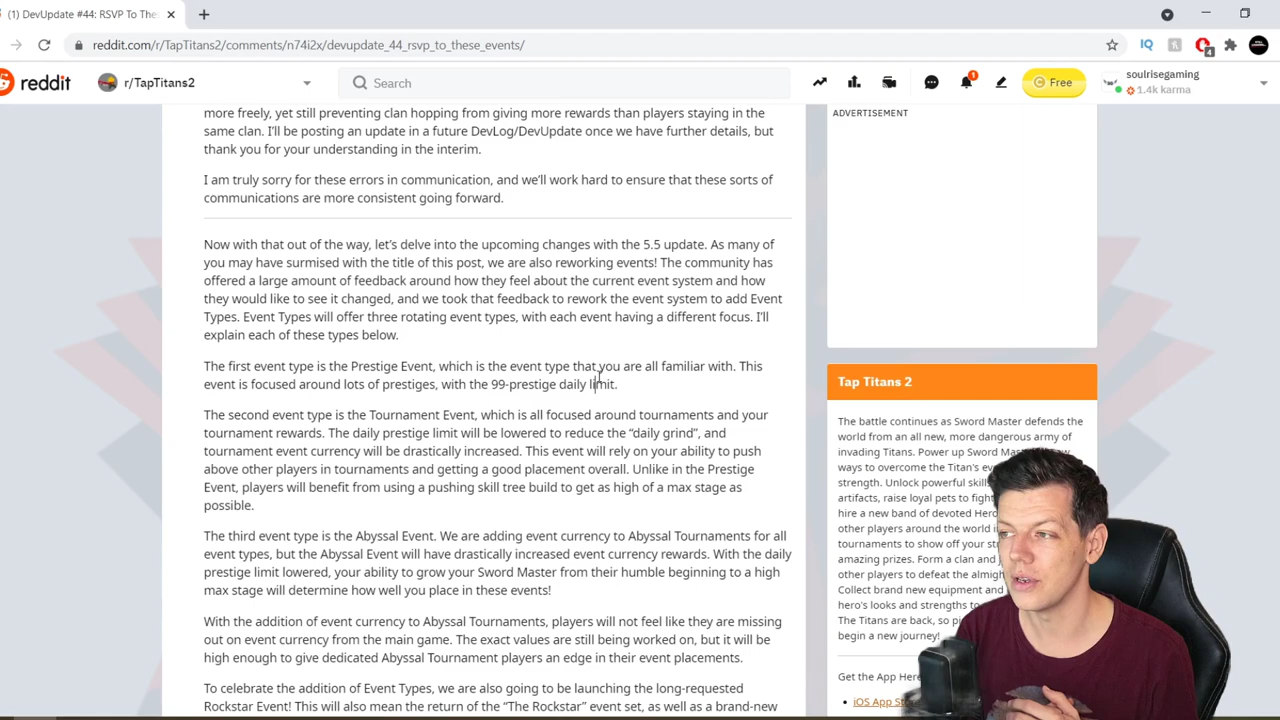 (1) DevUpdate #44: RSVP To The
reddit.com/r/TapTitans2/comments/n74i2x/devupdate_44_rsvp_to_these_events/
IQ
4
reddit
r/TapTitans2
Search
1
Free
soulrisegaming
1.4k karma
more freely, yet still preventing clan hopping from giving more rewards than players staying in the
same clan. I'll be posting an update in a future DevLog/DevUpdate once we have further details, but
thank you for your understanding in the interim.
I am truly sorry for these errors in communication, and we'll work hard to ensure that these sorts of
communications are more consistent going forward.
Now with that out of the way, let's delve into the upcoming changes with the 5.5 update. As many of
you may have surmised with the title of this post, we are also reworking events! The community has
offered a large amount of feedback around how they feel about the current event system and how
they would like to see it changed, and we took that feedback to rework the event system to add Event
Types. Event Types will offer three rotating event types, with each event having a different focus. I'll
explain each of these types below.
The first event type is the Prestige Event, which is the event type that you are all familiar with. This
event is focused around lots of prestiges, with the 99-prestige daily limit.
The second event type is the Tournament Event, which is all focused around tournaments and your
tournament rewards. The daily prestige limit will be lowered to reduce the “daily grind”, and
tournament event currency will be drastically increased. This event will rely on your ability to push
above other players in tournaments and getting a good placement overall. Unlike in the Prestige
Event, players will benefit from using a pushing skill tree build to get as high of a max stage as
possible.
The third event type is the Abyssal Event. We are adding event currency to Abyssal Tournaments for all
event types, but the Abyssal Event will have drastically increased event currency rewards. With the daily
prestige limit lowered, your ability to grow your Sword Master from their humble beginning to a high
max stage will determine how well you place in these events!
With the addition of event currency to Abyssal Tournaments, players will not feel like they are missing
out on event currency from the main game. The exact values are still being worked on, but it will be
high enough to give dedicated Abyssal Tournament players an edge in their event placements.
To celebrate the addition of Event Types, we are also going to be launching the long-requested
Rockstar Event! This will also mean the return of the “The Rockstar” event set, as well as a brand-new
ADVERTISEMENT
Tap Titans 2
The battle continues as Sword Master defends the
world from an all new, more dangerous army of
invading Titans. Power up Sword Mas
ways to overcome the Titan's ev
strength. Unlock powerful skill
artifacts, raise loyal pets to figh
hire a new band of devoted Hero
other players around the world i
tournaments to show off your st
amazing prizes. Form a clan and j
other players to defeat the almigh
Collect brand new equipment and
hero's looks and strengths to
The Titans are back, so pi
begin a new journey!
Get the App Here
iOS App Sto